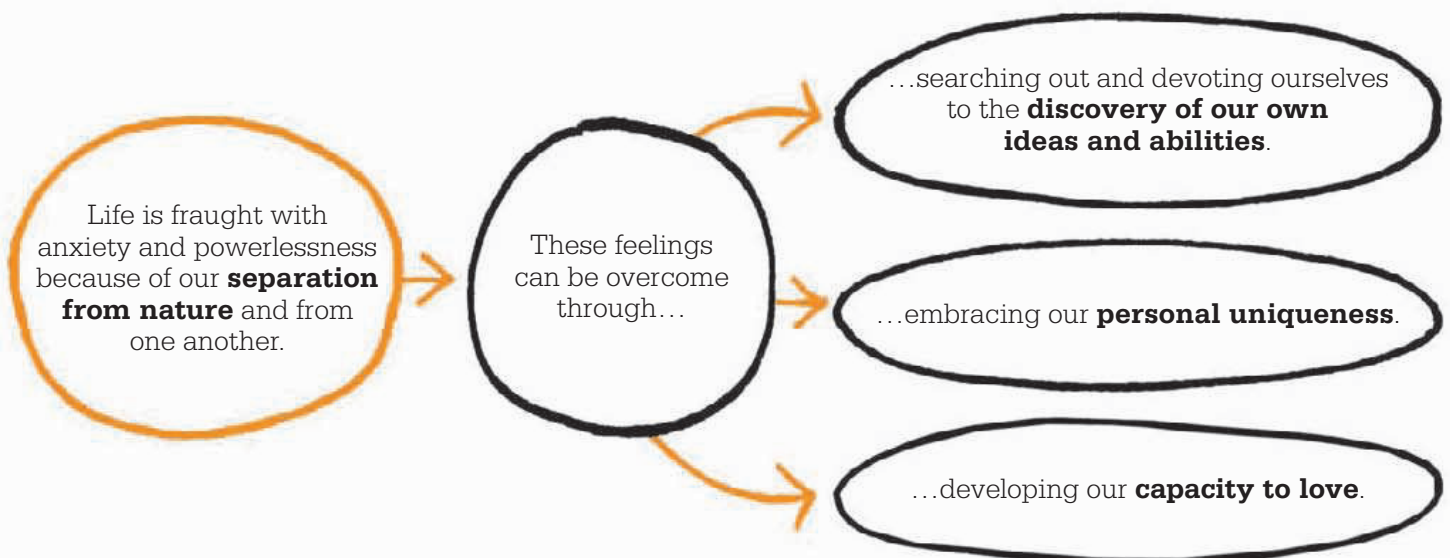 Life is fraught with
anxiety and powerlessness
because of our separation
from nature and from
one another.
These feelings
can be overcome
through…
…searching out and devoting ourselves
to the discovery of our own
ideas and abilities.
…embracing our personal uniqueness.
…developing our capacity to love.